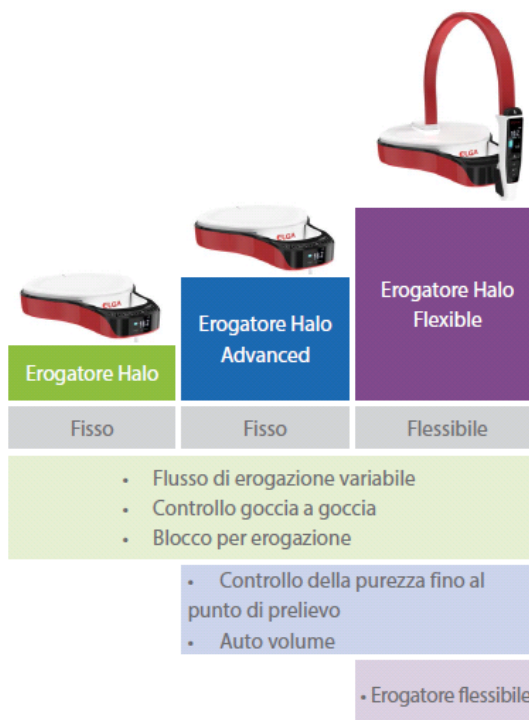 ELGA
ELGA
ELGA
Erogatore Halo
Erogatore Halo
Advanced
Erogatore Halo
Flexible
Fisso
Fisso
Flessibile
• Flusso di erogazione variabile
• Controllo goccia a goccia
• Blocco per erogazione
• Controllo della purezza fino al
punto di prelievo
• Auto volume
• Erogatore flessibile